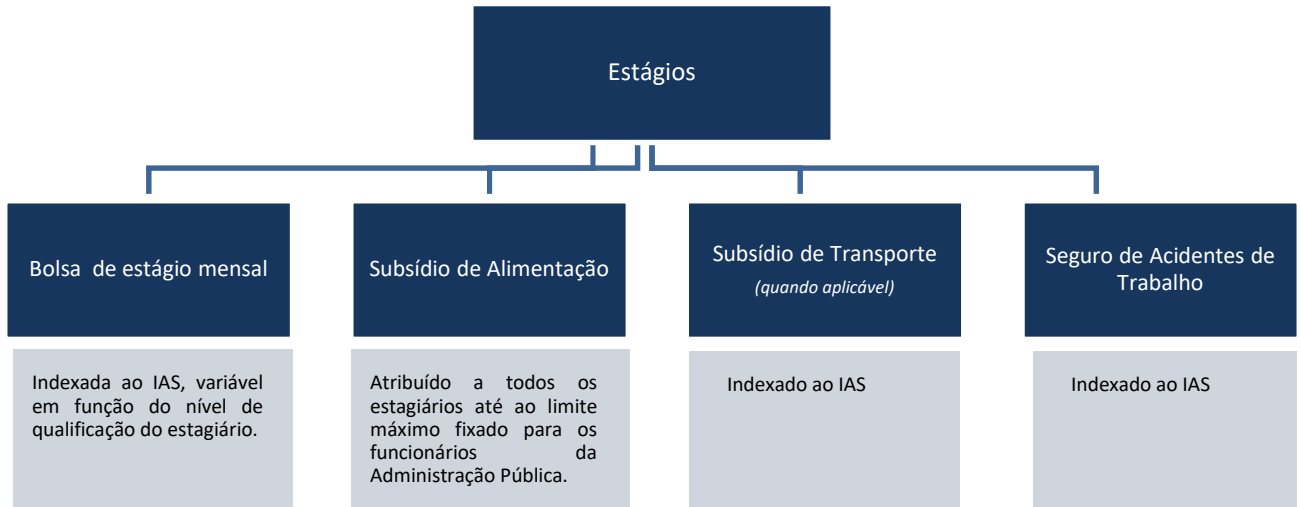 Estágios
Bolsa de estágio mensal
Indexada ao IAS, variável
em função do nível de
qualificação do estagiário.
Subsídio de Alimentação
Atribuído a todos os
estagiários até ao limite
máximo fixado para os
funcionários da
Administração Pública.
Subsídio de Transporte
(quando aplicável)
Indexado ao IAS
Seguro de Acidentes de
Trabalho
Indexado ao IAS